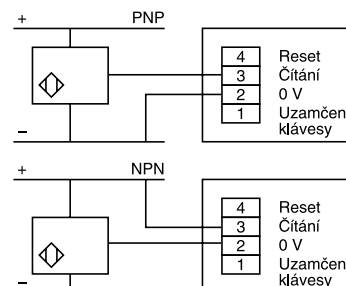 + PNP
4 Reset
3 Čítání
2 0 V
1 Uzamčen
klávesy
−
+ NPN
4 Reset
3 Čítání
2 0 V
1 Uzamčen
klávesy
−